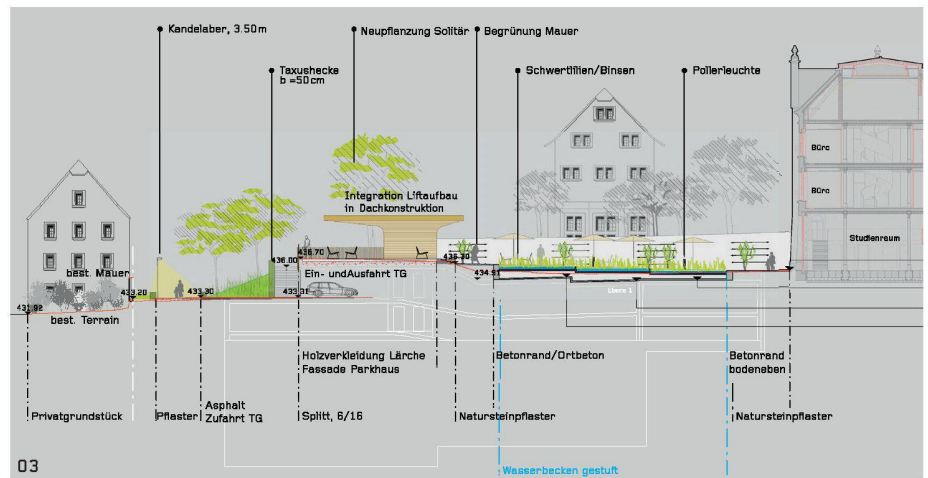 Kandelaber, 3.50m
Neupflanzung Solitär
Begrünung Mauer
Taxushecke
b =50cm
Schwertlilien/Binsen
Pollerleuchte
Büro
Integration Liftaufbau
in Dachkonstruktion
Büro
Studienraum
best. Mauer
436.00
436.70
435.30
Ein- undAusfahrt TG
434.91
433.20
433.30
433.31
431.92
best. Terrain
Holzverkleidung Lärche
Fassade Parkhaus
Betonrand/Ortbeton
Betonrand
bodeneben
Privatgrundstück
Pflaster
Asphalt
Zufahrt TG
Splitt, 6/16
Natursteinpflaster
Natursteinpflaster
03
Wasserbecken gestuft